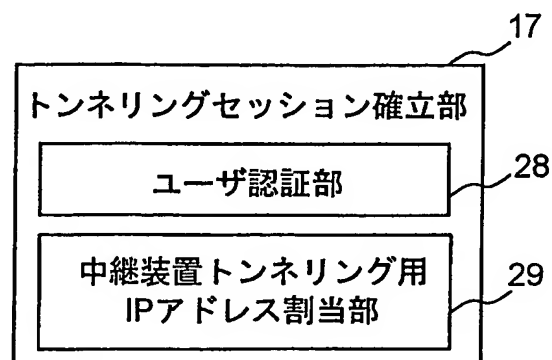 17
トンネリングセッション確立部
ユーザ認証部
28
中継装置トンネリング用
IPアドレス割当部
29